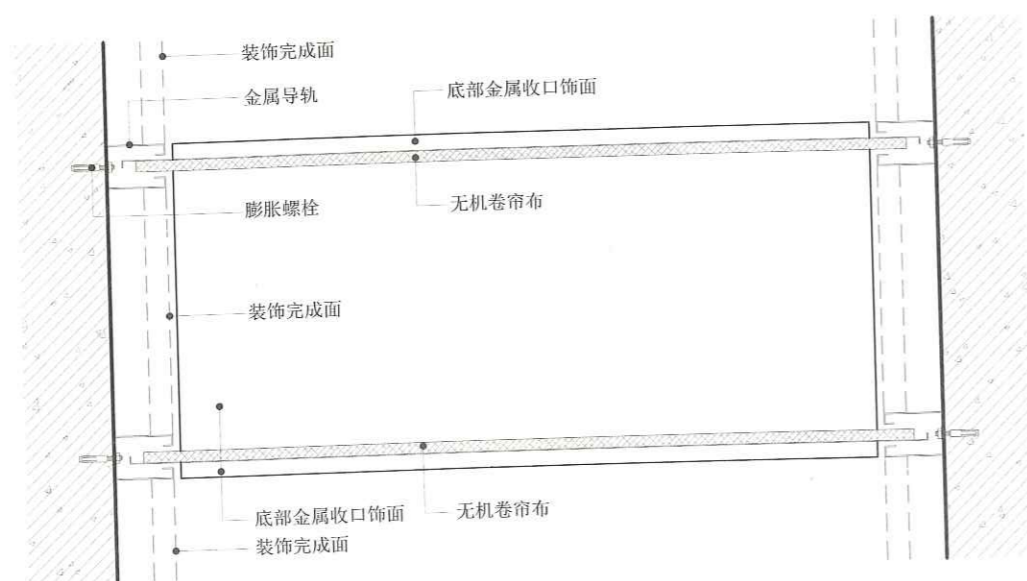 装饰完成面
金属导轨
底部金属收口饰面
膨胀螺栓
无机卷帘布
装饰完成面
底部金属收口饰面
无机卷帘布
装饰完成面